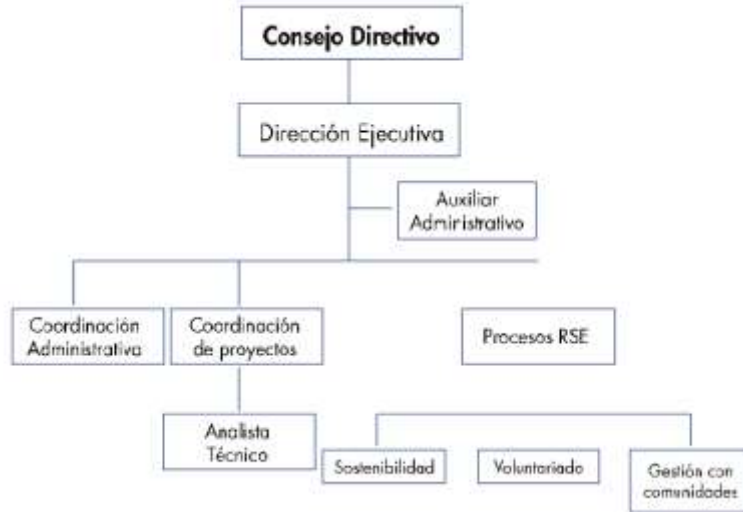 Consejo Directivo
Dirección Ejecutiva
Auxiliar
Administrativo
Coordinación
Administrativa
Coordinación
de proyectos
Procesos RSE
Analista
Técnico
Sostenibilidad
Voluntariado
Gestión con
comunidades